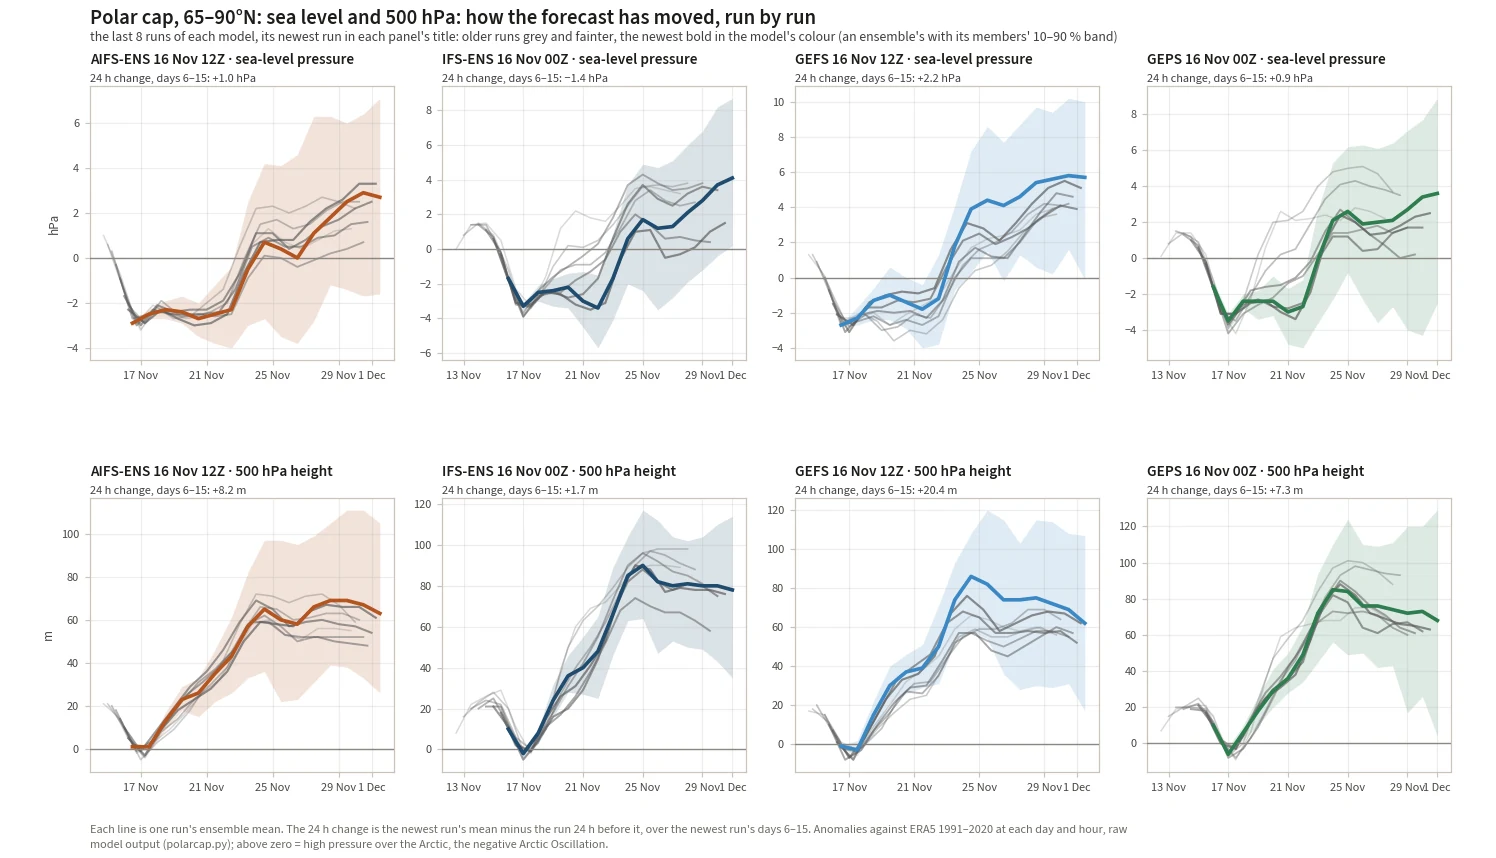 Polar cap, 65–90°N: sea level and 500 hPa: how the forecast has moved, run by run
the last 8 runs of each model, its newest run in each panel's title: older runs grey and fainter, the newest bold in the model's colour (an ensemble's with its members' 10–90 % band)
AIFS-ENS 16 Nov 12Z · sea-level pressure
24 h change, days 6–15: +1.0 hPa
hPa
6
4
2
0
−2
−4
17 Nov 21 Nov 25 Nov 29 Nov 1 Dec
IFS-ENS 16 Nov 00Z · sea-level pressure
24 h change, days 6–15: −1.4 hPa
8
6
4
2
0
−2
−4
−6
13 Nov 17 Nov 21 Nov 25 Nov 29 Nov 1 Dec
GEFS 16 Nov 12Z · sea-level pressure
24 h change, days 6–15: +2.2 hPa
10
8
6
4
2
0
−2
−4
17 Nov 21 Nov 25 Nov 29 Nov 1 Dec
GEPS 16 Nov 00Z · sea-level pressure
24 h change, days 6–15: +0.9 hPa
8
6
4
2
0
−2
−4
13 Nov 17 Nov 21 Nov 25 Nov 29 Nov 1 Dec
AIFS-ENS 16 Nov 12Z · 500 hPa height
24 h change, days 6–15: +8.2 m
m
100
80
60
40
20
0
17 Nov 21 Nov 25 Nov 29 Nov 1 Dec
IFS-ENS 16 Nov 00Z · 500 hPa height
24 h change, days 6–15: +1.7 m
120
100
80
60
40
20
0
13 Nov 17 Nov 21 Nov 25 Nov 29 Nov 1 Dec
GEFS 16 Nov 12Z · 500 hPa height
24 h change, days 6–15: +20.4 m
120
100
80
60
40
20
0
17 Nov 21 Nov 25 Nov 29 Nov 1 Dec
GEPS 16 Nov 00Z · 500 hPa height
24 h change, days 6–15: +7.3 m
120
100
80
60
40
20
0
13 Nov 17 Nov 21 Nov 25 Nov 29 Nov 1 Dec
Each line is one run's ensemble mean. The 24 h change is the newest run's mean minus the run 24 h before it, over the newest run's days 6–15. Anomalies against ERA5 1991–2020 at each day and hour, raw
model output (polarcap.py); above zero = high pressure over the Arctic, the negative Arctic Oscillation.